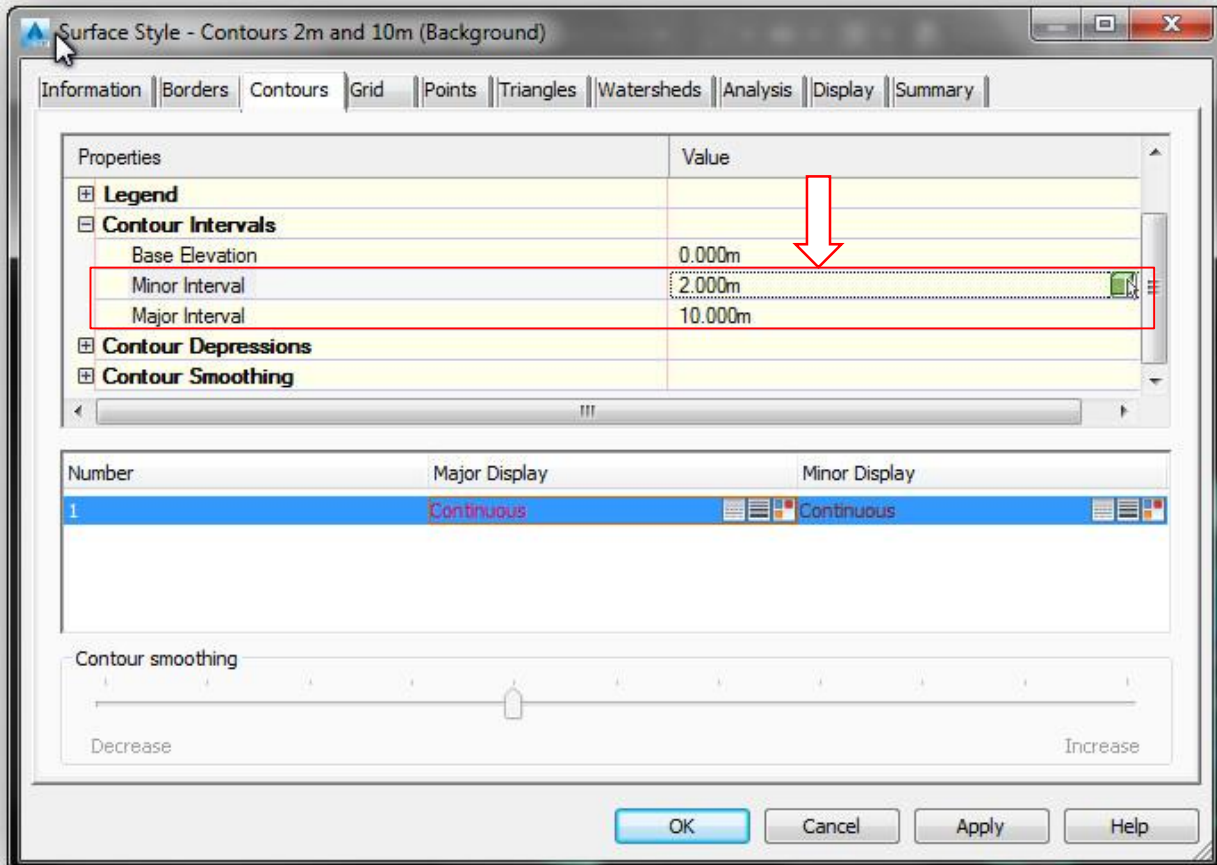 Surface Style - Contours 2m and 10m (Background)
Information Borders Contours Grid Points Triangles Watersheds Analysis Display Summary
Properties Value
Legend
Contour Intervals
Base Elevation 0.000m
Minor Interval 2.000m
Major Interval 10.000m
Contour Depressions
Contour Smoothing
Number Major Display Minor Display
1 Continuous Continuous
Contour smoothing
Decrease Increase
OK Cancel Apply Help